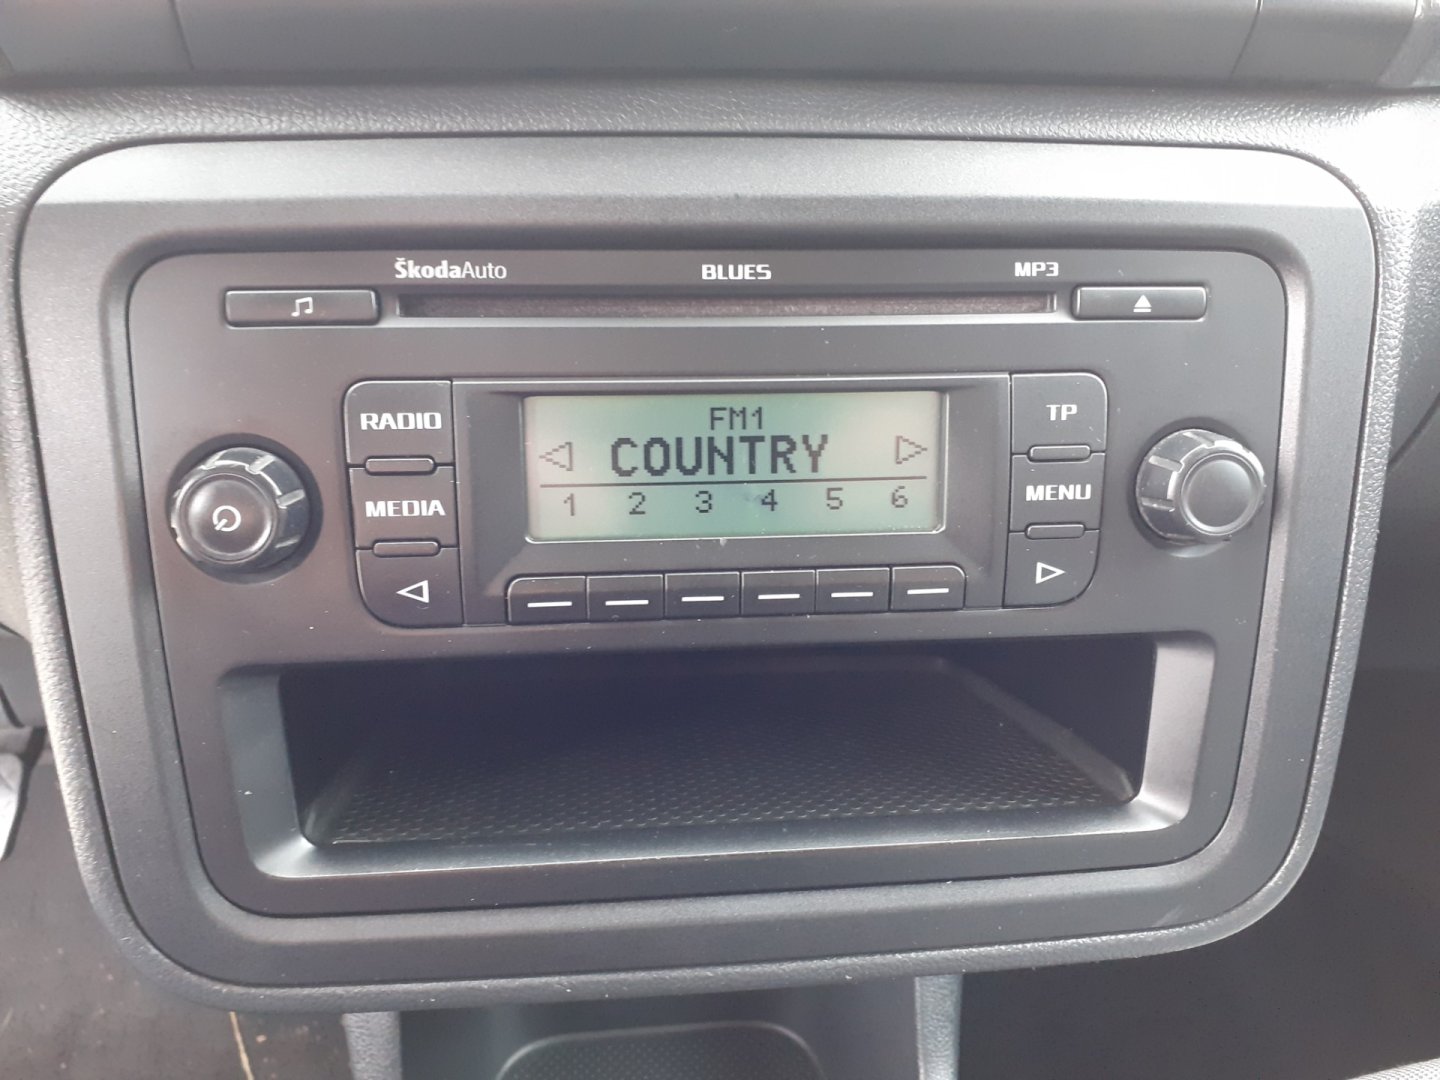 ŠkodaAuto BLUES MP3
RADIO
MEDIA
FM1
COUNTRY
1 2 3 4 5 6
TP
MENU